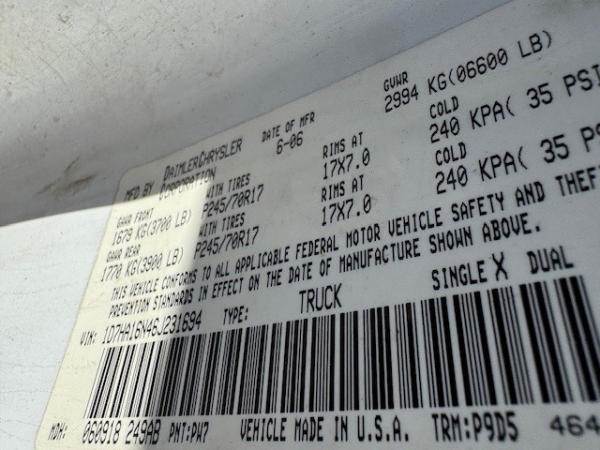 MFD BY DAIMLERCHRYSLER CORPORATION DATE OF MFR 6-06 GVWR 2994 KG(06600 LB)
GAWR FRONT WITH TIRES RIMS AT COLD
1679 KG(3700 LB) P245/70R17 17X7.0 240 KPA( 35 PSI
GAWR REAR WITH TIRES RIMS AT COLD
1770 KG(3900 LB) P245/70R17 17X7.0 240 KPA( 35 PS
THIS VEHICLE CONFORMS TO ALL APPLICABLE FEDERAL MOTOR VEHICLE SAFETY AND THEF
PREVENTION STANDARDS IN EFFECT ON THE DATE OF MANUFACTURE SHOWN ABOVE.
VIN: 1D7HA16N46J231694 TYPE: TRUCK SINGLE X DUAL
MDH: 060918 249AB PNT:PW7 VEHICLE MADE IN U.S.A. TRM:P9D5 464